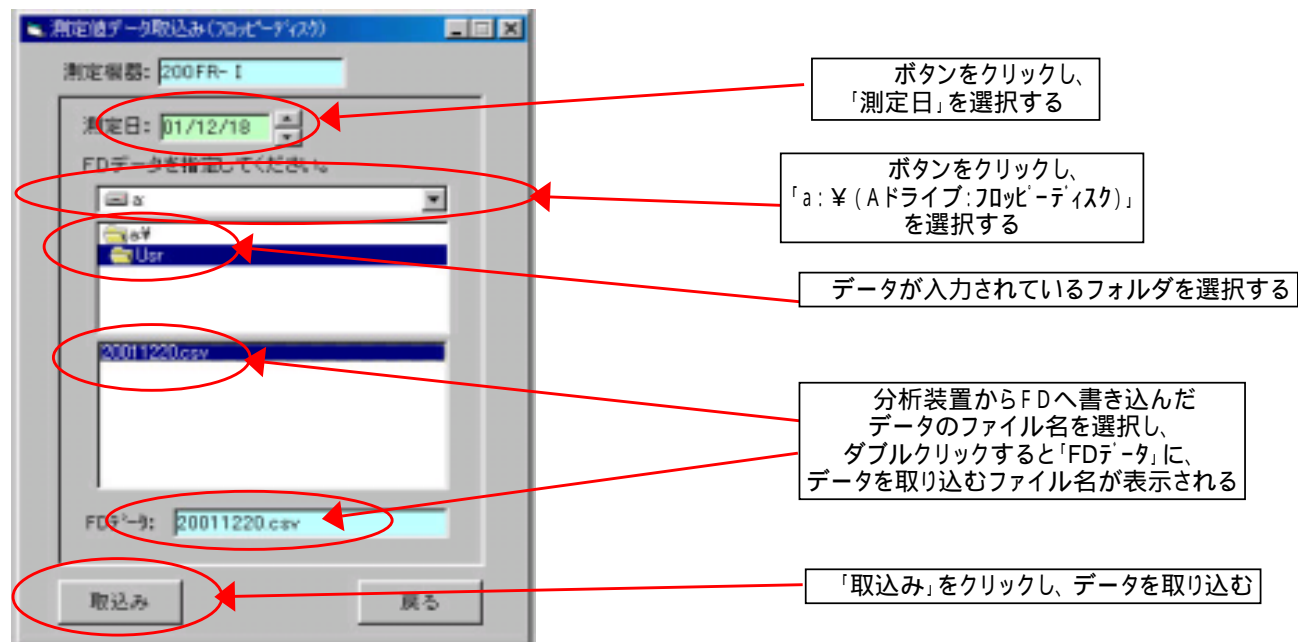 測定値データ取込み(フロッピーディスク)
測定機器: 200FR-I
測定日: 01/12/18
FDデータを指定してください。
a:
a:¥
Usr
20011220.csv
FDデータ: 20011220.csv
取込み
戻る
ボタンをクリックし、
「測定日」を選択する
ボタンをクリックし、
「a:¥(Aドライブ:フロッピーディスク)」
を選択する
データが入力されているフォルダを選択する
分析装置からFDへ書き込んだ
データのファイル名を選択し、
ダブルクリックすると「FDデータ」に、
データを取り込むファイル名が表示される
「取込み」をクリックし、データを取り込む